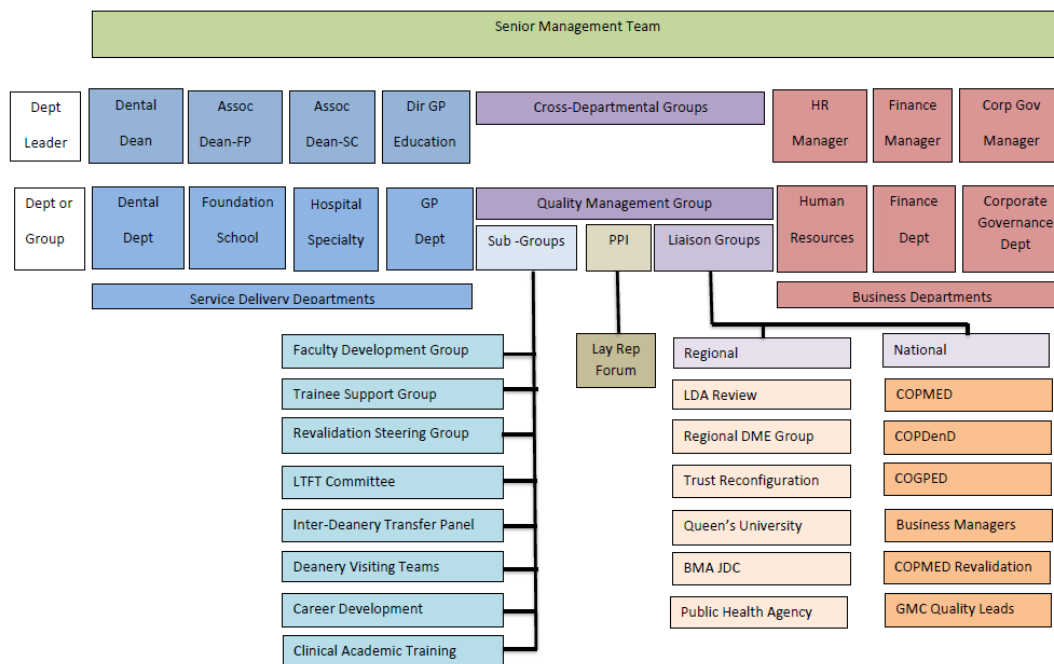 Senior Management Team
Dept
Leader
Dental
Dean
Assoc
Dean-FP
Assoc
Dean-SC
Dir GP
Education
Cross-Departmental Groups
HR
Manager
Finance
Manager
Corp Gov
Manager
Dept or
Group
Dental
Dept
Foundation
School
Hospital
Specialty
GP
Dept
Quality Management Group
Sub -Groups
PPI
Liaison Groups
Human
Resources
Finance
Dept
Corporate
Governance
Dept
Service Delivery Departments
Business Departments
Faculty Development Group
Trainee Support Group
Revalidation Steering Group
LTFT Committee
Inter-Deanery Transfer Panel
Deanery Visiting Teams
Career Development
Clinical Academic Training
Lay Rep
Forum
Regional
LDA Review
Regional DME Group
Trust Reconfiguration
Queen’s University
BMA JDC
Public Health Agency
National
COPMED
COPDenD
COGPED
Business Managers
COPMED Revalidation
GMC Quality Leads